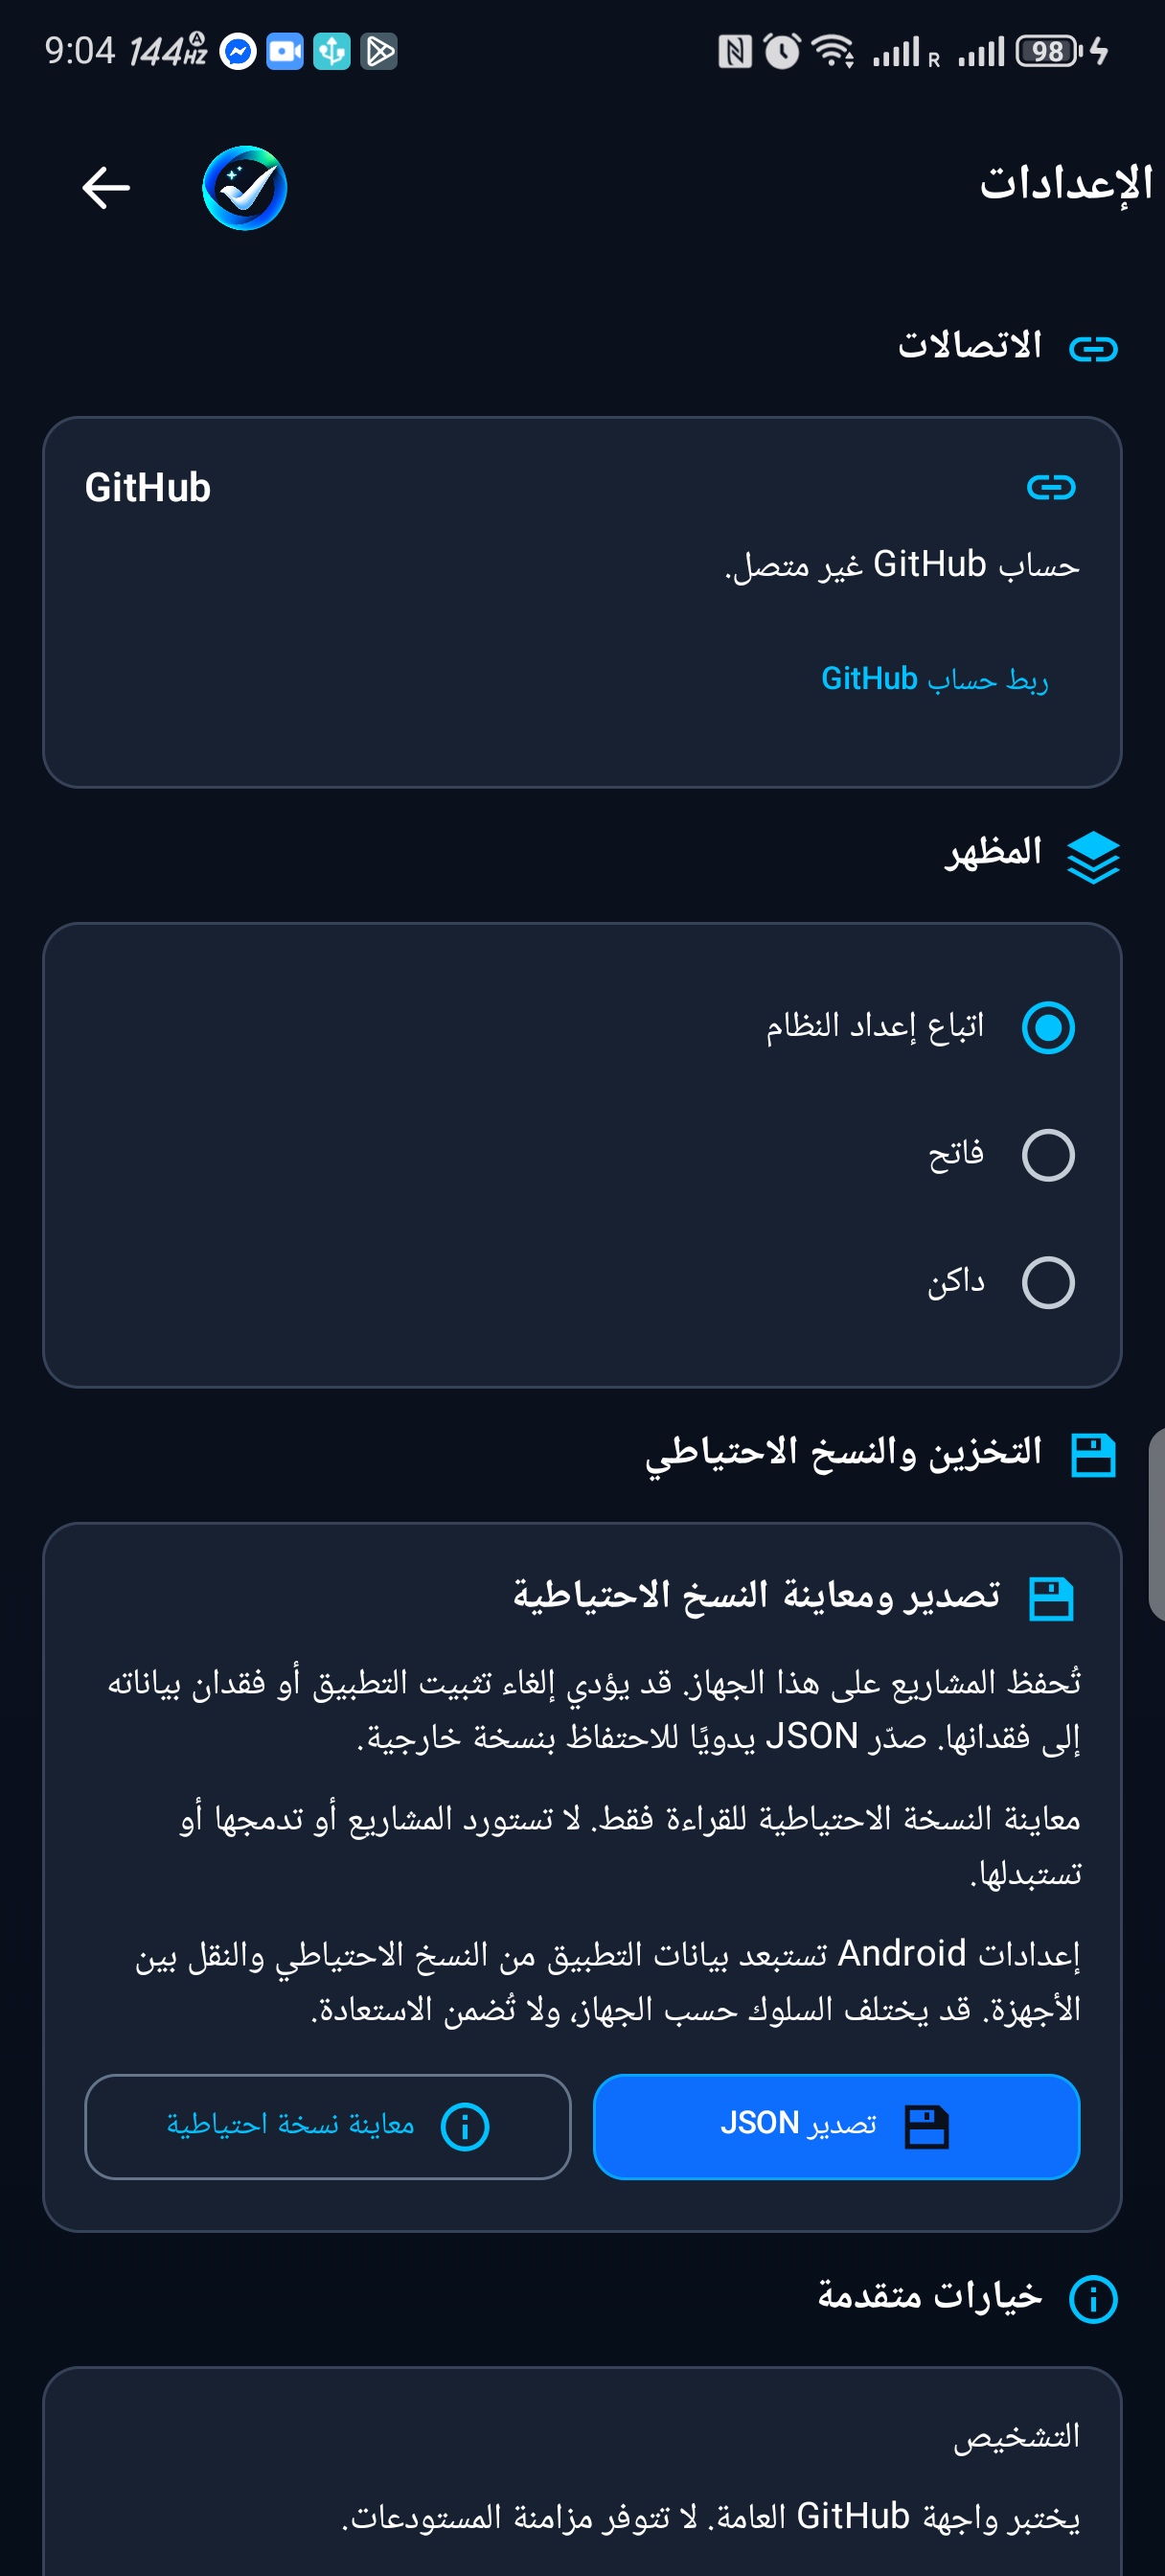 9:04 144HZ A R 98
الإعدادات
الاتصالات
GitHub
حساب GitHub غير متصل.
ربط حساب GitHub
المظهر
اتباع إعداد النظام
فاتح
داكن
التخزين والنسخ الاحتياطي
تصدير ومعاينة النسخ الاحتياطية
تُحفظ المشاريع على هذا الجهاز. قد يؤدي إلغاء تثبيت التطبيق أو فقدان بياناته
إلى فقدانها. صدّر JSON يدويًا للاحتفاظ بنسخة خارجية.
معاينة النسخة الاحتياطية للقراءة فقط. لا تستورد المشاريع أو تدمجها أو
تستبدلها.
إعدادات Android تستبعد بيانات التطبيق من النسخ الاحتياطي والنقل بين
الأجهزة. قد يختلف السلوك حسب الجهاز، ولا تُضمن الاستعادة.
تصدير JSON
معاينة نسخة احتياطية
خيارات متقدمة
التشخيص
يختبر واجهة GitHub العامة. لا تتوفر مزامنة المستودعات.